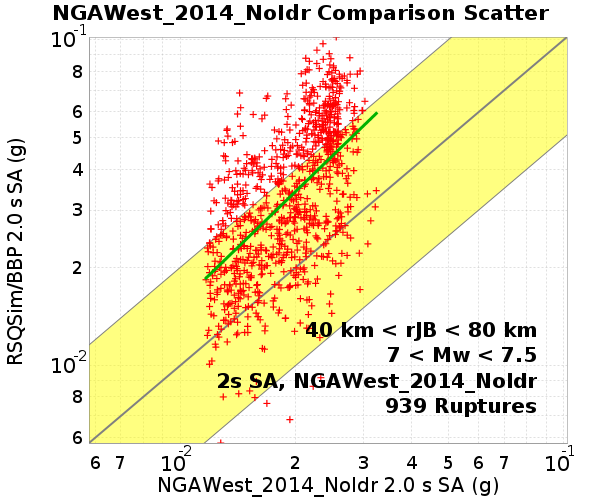 NGAWest_2014_NoIdr Comparison Scatter
RSQSim/BBP 2.0 s SA (g)
10-1
8
6
5
4
3
2
10-2
8
6
40 km < rJB < 80 km
7 < Mw < 7.5
2s SA, NGAWest_2014_NoIdr
939 Ruptures
6 7 10-2 2 3 4 5 6 7 8 10-1
NGAWest_2014_NoIdr 2.0 s SA (g)